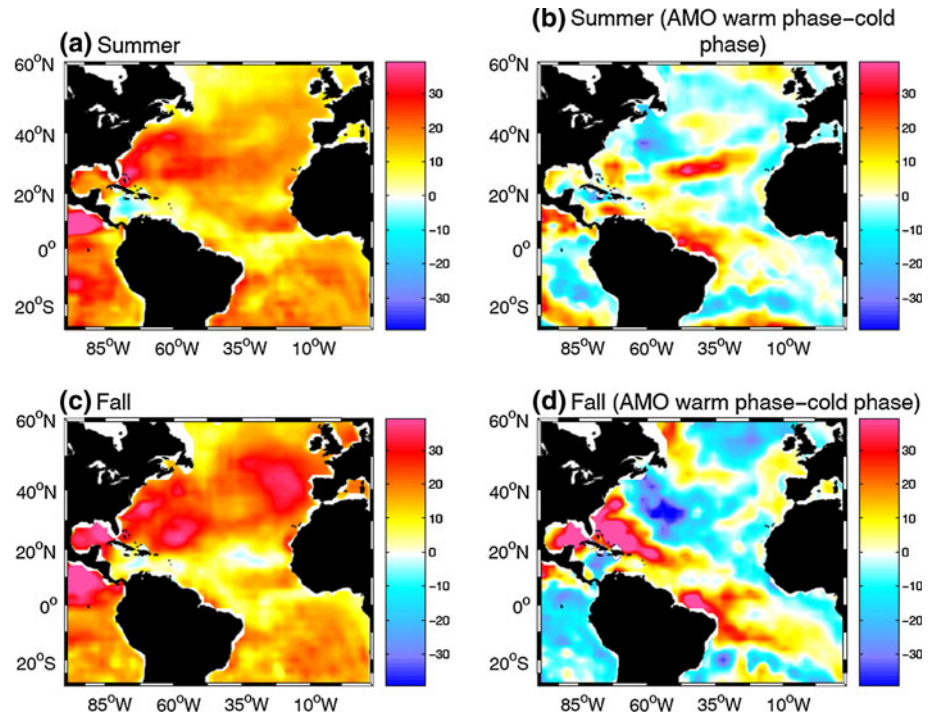 (a) Summer
60°N
40°N
20°N
0°
20°S
85°W 60°W 35°W 10°W
30
20
10
0
−10
−20
−30
(b) Summer (AMO warm phase−cold
phase)
60°N
40°N
20°N
0°
20°S
85°W 60°W 35°W 10°W
30
20
10
0
−10
−20
−30
(c) Fall
60°N
40°N
20°N
0°
20°S
85°W 60°W 35°W 10°W
30
20
10
0
−10
−20
−30
(d) Fall (AMO warm phase−cold phase)
60°N
40°N
20°N
0°
20°S
85°W 60°W 35°W 10°W
30
20
10
0
−10
−20
−30